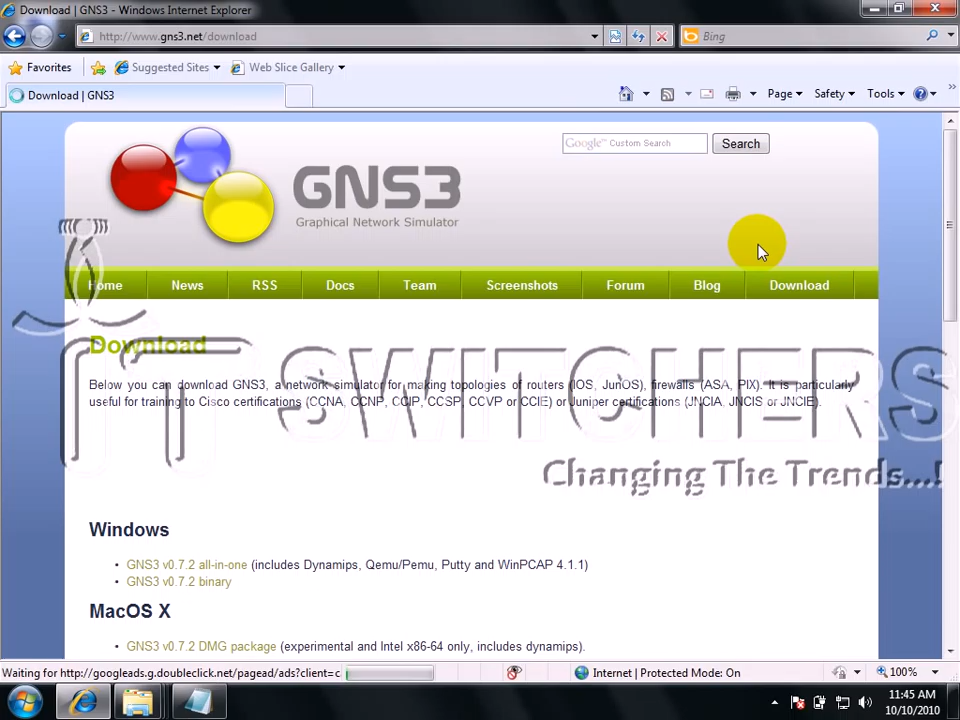 Download | GNS3 - Windows Internet Explorer
http://www.gns3.net/download
Bing
Favorites
Suggested Sites
Web Slice Gallery
Download | GNS3
Page
Safety
Tools
Google™ Custom Search
Search
GNS3
Graphical Network Simulator
Home
News
RSS
Docs
Team
Screenshots
Forum
Blog
Download
Download
IT SWITCHERS
Changing The Trends...!
Below you can download GNS3, a network simulator for making topologies of routers (IOS, JunOS), firewalls (ASA, PIX). It is particularly
useful for training to Cisco certifications (CCNA, CCNP, CCIP, CCSP, CCVP or CCIE) or Juniper certifications (JNCIA, JNCIS or JNCIE).
Windows
• GNS3 v0.7.2 all-in-one (includes Dynamips, Qemu/Pemu, Putty and WinPCAP 4.1.1)
• GNS3 v0.7.2 binary
MacOS X
• GNS3 v0.7.2 DMG package (experimental and Intel x86-64 only, includes dynamips).
Waiting for http://googleads.g.doubleclick.net/pagead/ads?client=c
Internet | Protected Mode: On
100%
11:45 AM
10/10/2010